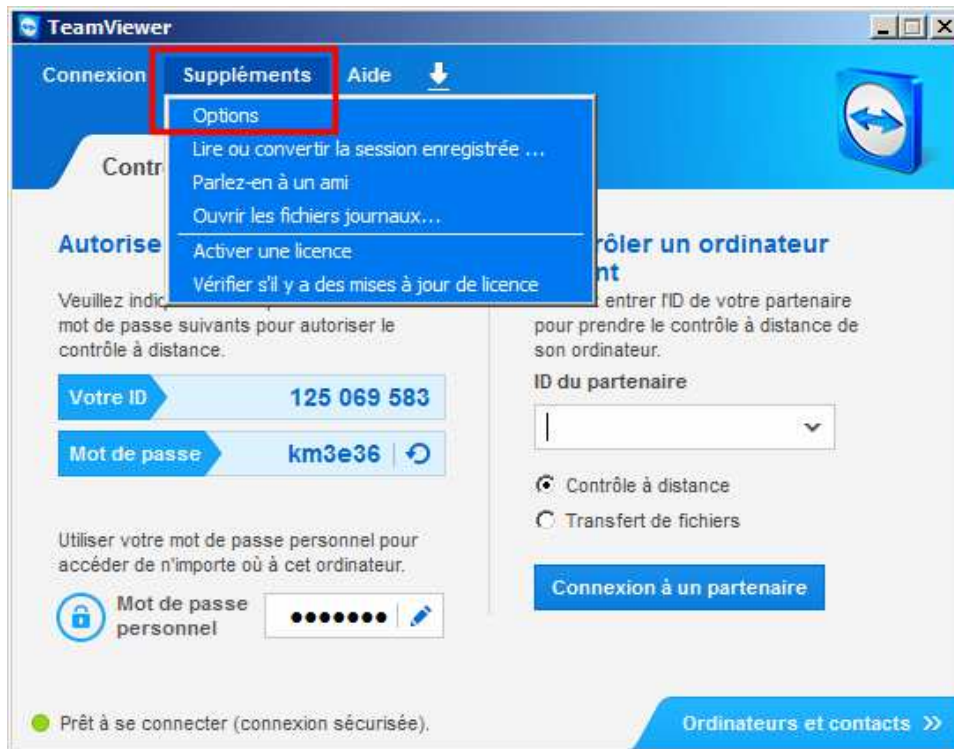 TeamViewer
Connexion Suppléments Aide
Options
Lire ou convertir la session enregistrée ...
Parlez-en à un ami
Ouvrir les fichiers journaux...
Activer une licence
Vérifier s'il y a des mises à jour de licence
Contr
Autorise
Veuillez indi
mot de passe suivants pour autoriser le
contrôle à distance.
Votre ID 125 069 583
Mot de passe km3e36
Utiliser votre mot de passe personnel pour
accéder de n'importe où à cet ordinateur.
Mot de passe
personnel
rôler un ordinateur
nt
entrer l'ID de votre partenaire
pour prendre le contrôle à distance de
son ordinateur.
ID du partenaire
Contrôle à distance
Transfert de fichiers
Connexion à un partenaire
Prêt à se connecter (connexion sécurisée).
Ordinateurs et contacts >>